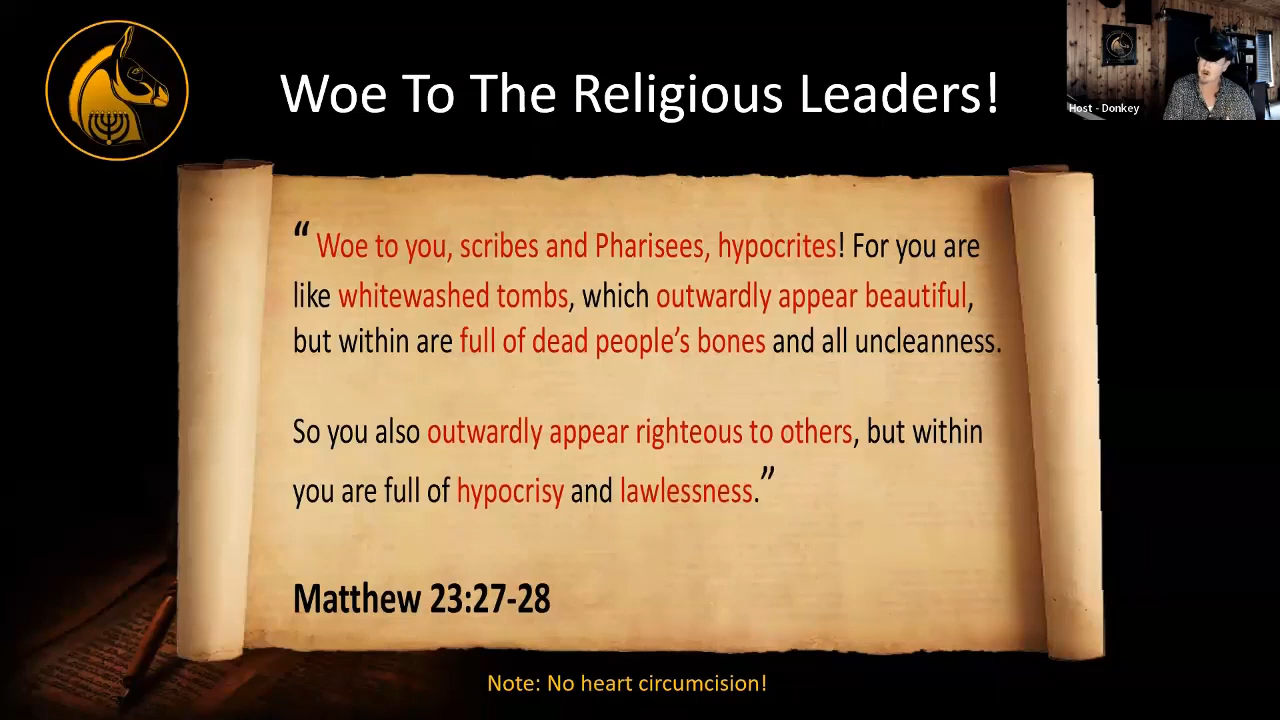 Woe To The Religious Leaders!
Host - Donkey
“ Woe to you, scribes and Pharisees, hypocrites! For you are
like whitewashed tombs, which outwardly appear beautiful,
but within are full of dead people’s bones and all uncleanness.
So you also outwardly appear righteous to others, but within
you are full of hypocrisy and lawlessness.”
Matthew 23:27-28
Note: No heart circumcision!